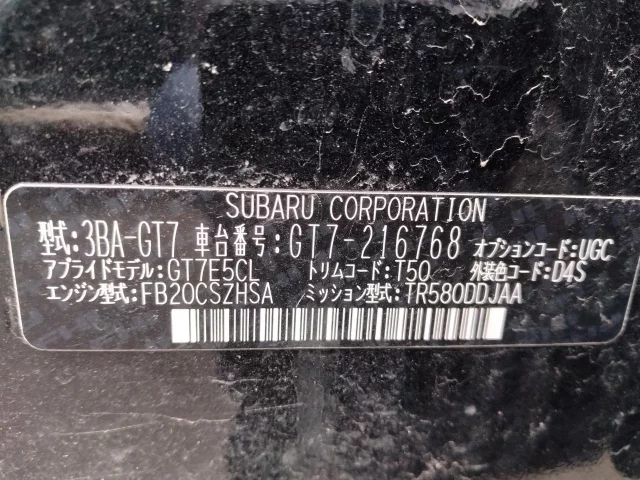 SUBARU CORPORATION
型式:3BA-GT7 車台番号:GT7-216768 オプションコード:UGC
アプライドモデル:GT7E5CL トリムコード:T50 外装色コード:D4S
エンジン型式:FB20CSZHSA ミッション型式:TR580DDJAA